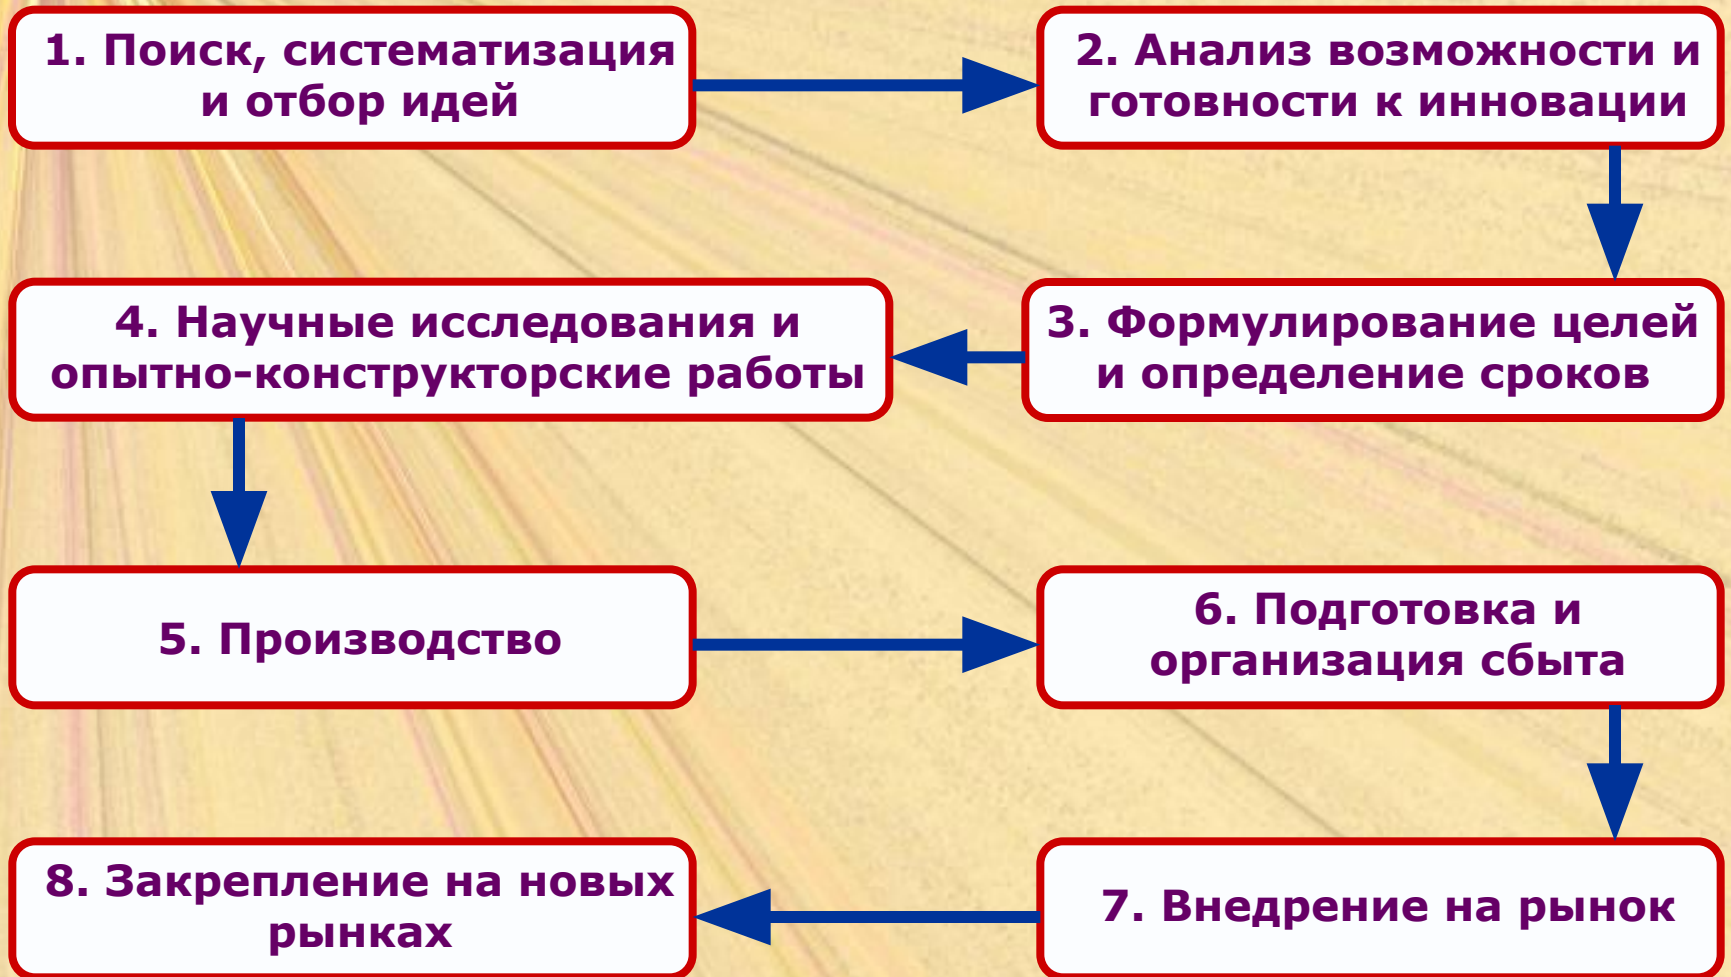 1. Поиск, систематизация
и отбор идей
2. Анализ возможности и
готовности к инновации
3. Формулирование целей
и определение сроков
4. Научные исследования и
опытно-конструкторские работы
5. Производство
6. Подготовка и
организация сбыта
7. Внедрение на рынок
8. Закрепление на новых
рынках